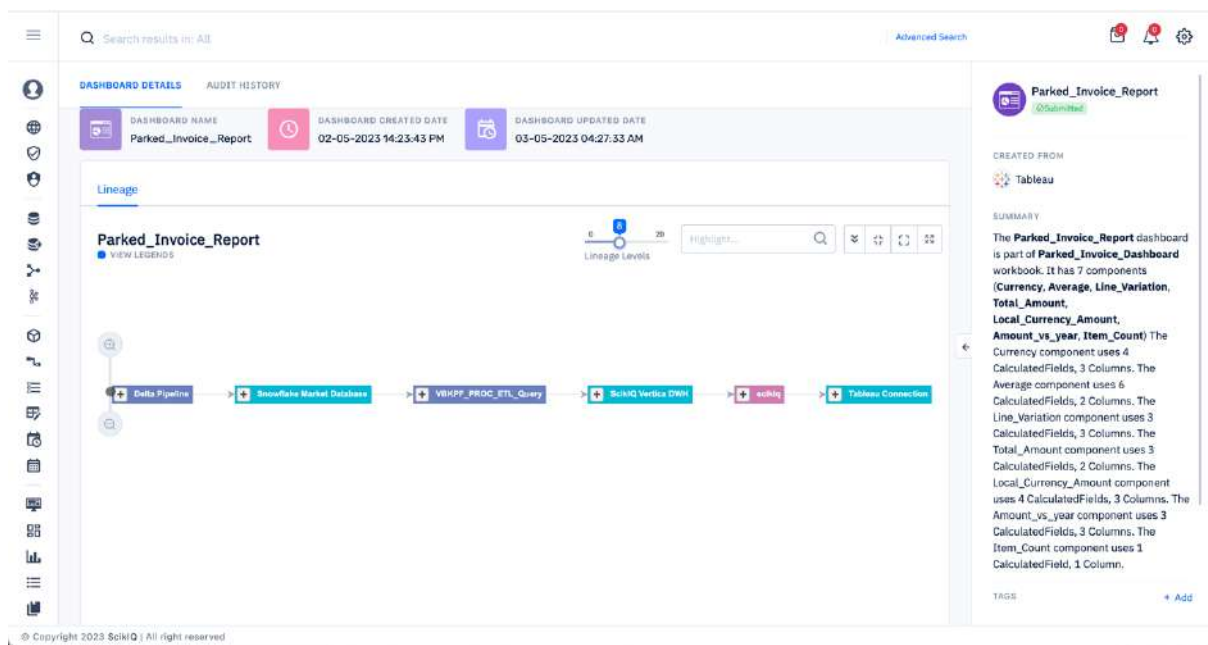 Search results in: All
Advanced Search
0
0
DASHBOARD DETAILS
AUDIT HISTORY
DASHBOARD NAME
Parked_Invoice_Report
DASHBOARD CREATED DATE
02-05-2023 14:23:43 PM
DASHBOARD UPDATED DATE
03-05-2023 04:27:33 AM
Lineage
Parked_Invoice_Report
VIEW LEGENDS
0
6
20
Lineage Levels
Highlight...
Delta Pipeline
Snowflake Market Database
VBKPF_PROC_ETL_Query
ScikIQ Vertica DWH
scikiq
Tableau Connection
Parked_Invoice_Report
Submitted
CREATED FROM
Tableau
SUMMARY
The Parked_Invoice_Report dashboard
is part of Parked_Invoice_Dashboard
workbook. It has 7 components
(Currency, Average, Line_Variation,
Total_Amount,
Local_Currency_Amount,
Amount_vs_year, Item_Count) The
Currency component uses 4
CalculatedFields, 3 Columns. The
Average component uses 6
CalculatedFields, 2 Columns. The
Line_Variation component uses 3
CalculatedFields, 3 Columns. The
Total_Amount component uses 3
CalculatedFields, 2 Columns. The
Local_Currency_Amount component
uses 4 CalculatedFields, 3 Columns. The
Amount_vs_year component uses 3
CalculatedFields, 3 Columns. The
Item_Count component uses 1
CalculatedField, 1 Column.
TAGS
+ Add
© Copyright 2023 ScikIQ | All right reserved